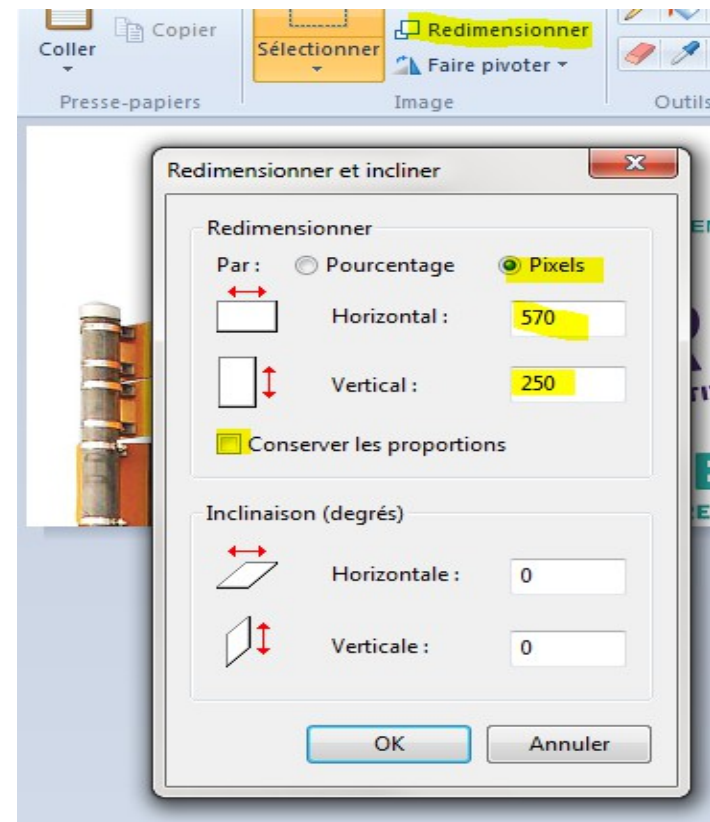 Coller
Copier
Sélectionner
Redimensionner
Faire pivoter
Presse-papiers
Image
Outils
Redimensionner et incliner
Redimensionner
Par :
Pourcentage
Pixels
Horizontal :
570
Vertical :
250
Conserver les proportions
Inclinaison (degrés)
Horizontale :
0
Verticale :
0
OK
Annuler